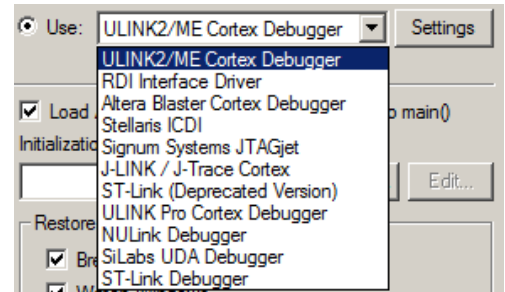 Use: ULINK2/ME Cortex Debugger Settings
ULINK2/ME Cortex Debugger
RDI Interface Driver
Altera Blaster Cortex Debugger
Load main()
Stellaris ICDI
Signum Systems JTAGjet
J-LINK / J-Trace Cortex
Edit...
ST-Link (Deprecated Version)
ULINK Pro Cortex Debugger
Restore
NULink Debugger
SiLabs UDA Debugger
ST-Link Debugger